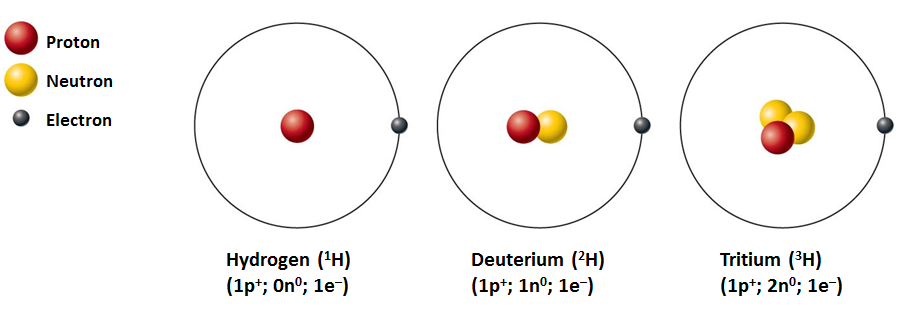 Proton
Neutron
Electron
Hydrogen (¹H)
(1p⁺; 0n⁰; 1e⁻)
Deuterium (²H)
(1p⁺; 1n⁰; 1e⁻)
Tritium (³H)
(1p⁺; 2n⁰; 1e⁻)